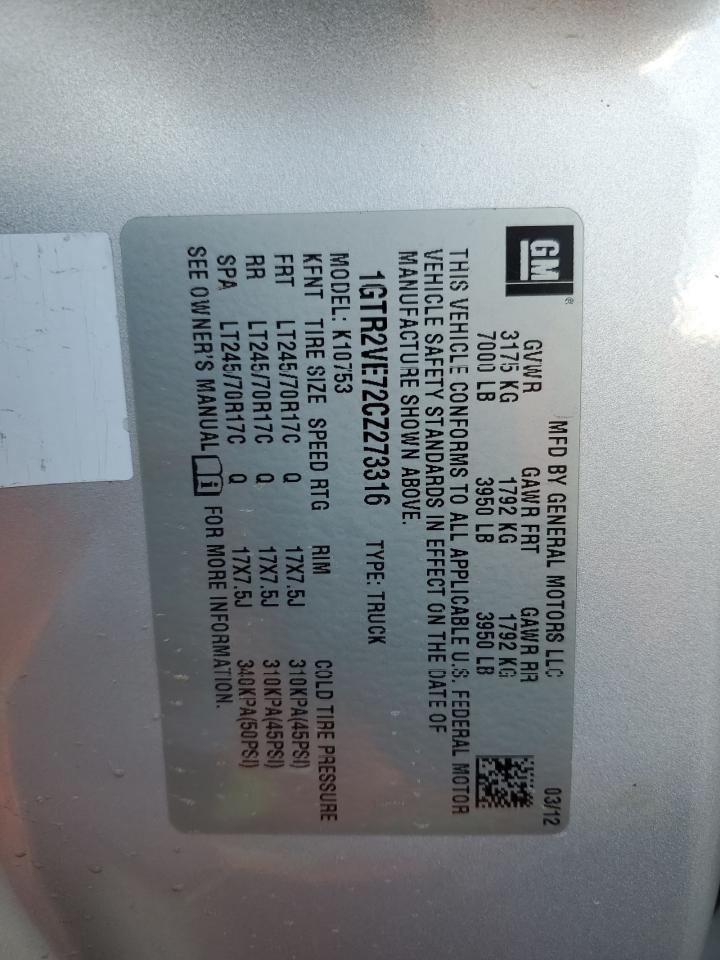 GM®
MFD BY GENERAL MOTORS LLC 03/12
GVWR GAWR FRT GAWR RR
3175 KG 1792 KG 1792 KG
7000 LB 3950 LB 3950 LB
THIS VEHICLE CONFORMS TO ALL APPLICABLE U.S. FEDERAL MOTOR
VEHICLE SAFETY STANDARDS IN EFFECT ON THE DATE OF
MANUFACTURE SHOWN ABOVE.
1GTR2VE72CZ273316 TYPE: TRUCK
MODEL: K10753
KFNT TIRE SIZE SPEED RTG RIM COLD TIRE PRESSURE
FRT LT245/70R17C Q 17X7.5J 310KPA(45PSI)
RR LT245/70R17C Q 17X7.5J 310KPA(45PSI)
SPA LT245/70R17C Q 17X7.5J 340KPA(50PSI)
SEE OWNER'S MANUAL FOR MORE INFORMATION.